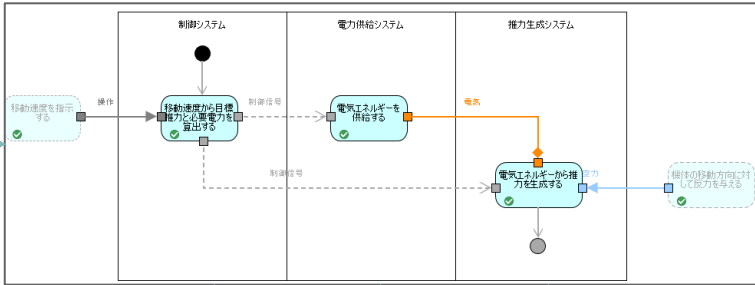 制御システム
電力供給システム
推力生成システム
移動速度を指示
する
操作
移動速度から目標
推力と必要電力を
算出する
制御信号
電気エネルギーを
供給する
電気
制御信号
電気エネルギーから推
力を生成する
機体の移動方向に対
して反力を与える